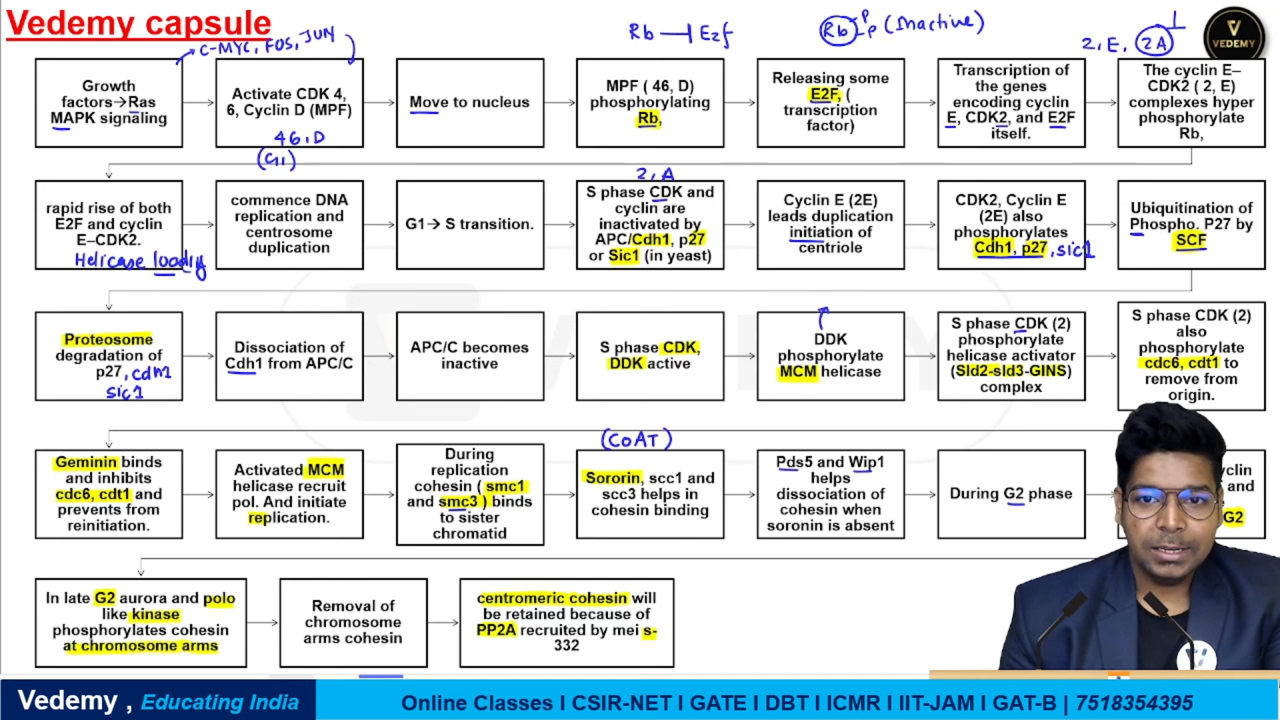 Vedemy capsule
Rb ⊣ E2f
Rb P P (Inactive)
C-MYC, FOS, JUN
2, E, 2A
1
VEDEMY
Growth
factors→Ras
MAPK signaling
Activate CDK 4,
6, Cyclin D (MPF)
46,D
(G1)
Move to nucleus
MPF ( 46, D)
phosphorylating
Rb,
Releasing some
E2F, (
transcription
factor)
Transcription of
the genes
encoding cyclin
E, CDK2, and E2F
itself.
The cyclin E–
CDK2 ( 2, E)
complexes hyper
phosphorylate
Rb,
rapid rise of both
E2F and cyclin
E–CDK2.
Helicase loading
commence DNA
replication and
centrosome
duplication
G1→ S transition.
2, A
S phase CDK and
cyclin are
inactivated by
APC/Cdh1, p27
or Sic1 (in yeast)
Cyclin E (2E)
leads duplication
initiation of
centriole
CDK2, Cyclin E
(2E) also
phosphorylates
Cdh1, p27, sic1
Ubiquitination of
Phospho. P27 by
SCF
Proteosome
degradation of
p27, cdh1
sic1
Dissociation of
Cdh1 from APC/C
APC/C becomes
inactive
S phase CDK,
DDK active
DDK
phosphorylate
MCM helicase
S phase CDK (2)
phosphorylate
helicase activator
(Sld2-sld3-GINS)
complex
S phase CDK (2)
also
phosphorylate
cdc6, cdt1 to
remove from
origin.
Geminin binds
and inhibits
cdc6, cdt1 and
prevents from
reinitiation.
Activated MCM
helicase recruit
pol. And initiate
replication.
During
replication
cohesin ( smc1
and smc3 ) binds
to sister
chromatid
(COAT)
Sororin, scc1 and
scc3 helps in
cohesin binding
Pds5 and Wip1
helps
dissociation of
cohesin when
soronin is absent
During G2 phase
and
G2
In late G2 aurora and polo
like kinase
phosphorylates cohesin
at chromosome arms
Removal of
chromosome
arms cohesin
centromeric cohesin will
be retained because of
PP2A recruited by mei s-
332
Vedemy , Educating India
Online Classes I CSIR-NET I GATE I DBT I ICMR I IIT-JAM I GAT-B | 7518354395